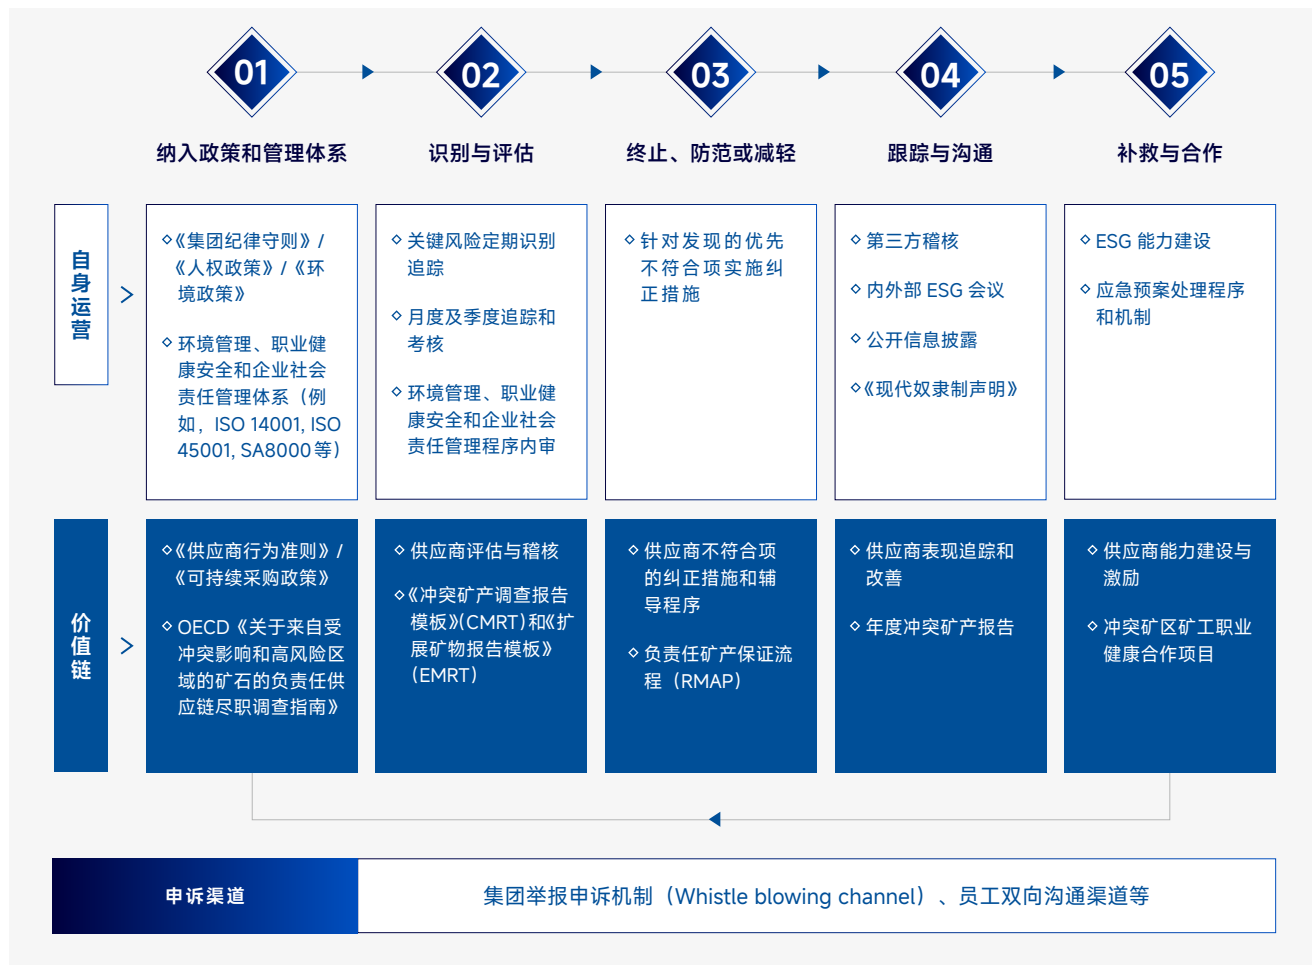 01
02
03
04
05
纳入政策和管理体系
识别与评估
终止、防范或减轻
跟踪与沟通
补救与合作
自身运营
◇《集团纪律守则》/
《人权政策》/《环
境政策》
◇ 环境管理、职业健
康安全和企业社会
责任管理体系（例
如，ISO 14001, ISO
45001, SA8000等）
◇ 关键风险定期识别
追踪
◇ 月度及季度追踪和
考核
◇ 环境管理、职业健
康安全和企业社会
责任管理程序内审
◇ 针对发现的优先
不符合项实施纠
正措施
◇ 第三方稽核
◇ 内外部 ESG 会议
◇ 公开信息披露
◇《现代奴隶制声明》
◇ ESG 能力建设
◇ 应急预案处理程序
和机制
价值链
◇《供应商行为准则》/
《可持续采购政策》
◇ OECD《关于来自受
冲突影响和高风险区
域的矿石的负责任供
应链尽职调查指南》
◇ 供应商评估与稽核
◇《冲突矿产调查报告
模板》(CMRT)和《扩
展矿物报告模板》
（EMRT)
◇ 供应商不符合项
的纠正措施和辅
导程序
◇ 负责任矿产保证流
程（RMAP）
◇ 供应商表现追踪和
改善
◇ 年度冲突矿产报告
◇ 供应商能力建设与
激励
◇ 冲突矿区矿工职业
健康合作项目
申诉渠道
集团举报申诉机制（Whistle blowing channel）、员工双向沟通渠道等